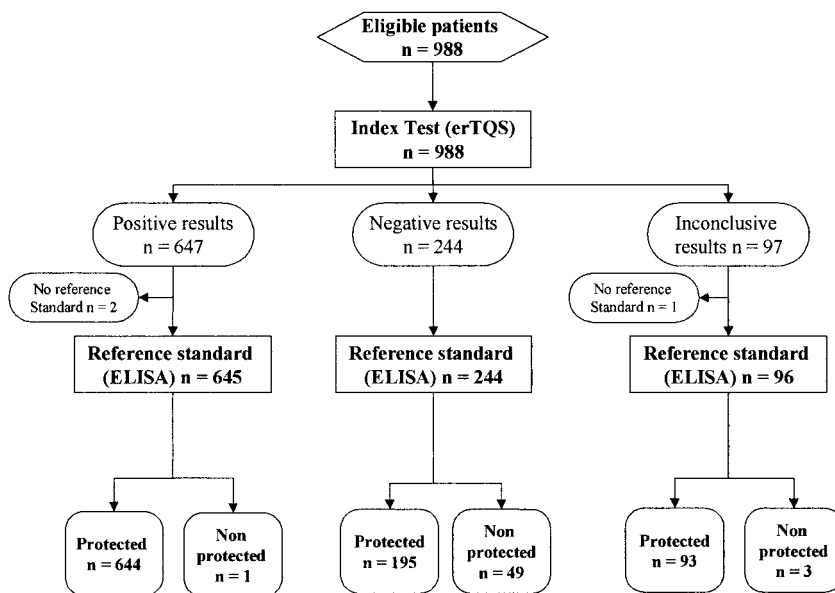 Eligible patients
n = 988
Index Test (erTQS)
n = 988
Positive results
n = 647
Negative results
n = 244
Inconclusive
results n = 97
No reference
Standard n = 2
No reference
Standard n = 1
Reference standard
(ELISA) n = 645
Reference standard
(ELISA) n = 244
Reference standard
(ELISA) n = 96
Protected
n = 644
Non
protected
n = 1
Protected
n = 195
Non
protected
n = 49
Protected
n = 93
Non
protected
n = 3